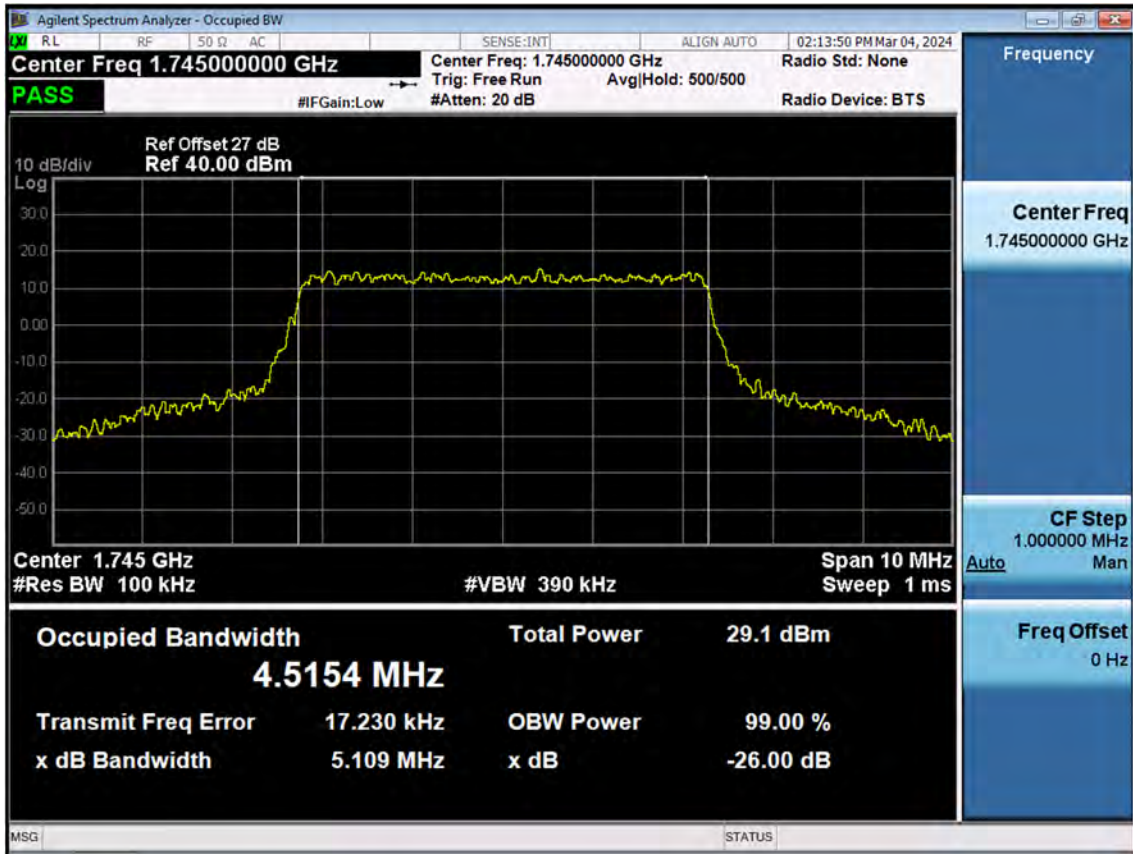 Agilent Spectrum Analyzer - Occupied BW
LXI RL RF 50 Ω AC SENSE:INT ALIGN AUTO 02:13:50 PM Mar 04, 2024
Center Freq 1.745000000 GHz
PASS
#IFGain:Low
Center Freq: 1.745000000 GHz
Trig: Free Run Avg|Hold: 500/500
#Atten: 20 dB
Radio Std: None
Radio Device: BTS
Ref Offset 27 dB
10 dB/div Ref 40.00 dBm
Log
30.0
20.0
10.0
0.00
-10.0
-20.0
-30.0
-40.0
-50.0
Center 1.745 GHz Span 10 MHz
#Res BW 100 kHz #VBW 390 kHz Sweep 1 ms
Occupied Bandwidth Total Power 29.1 dBm
4.5154 MHz
Transmit Freq Error 17.230 kHz OBW Power 99.00 %
x dB Bandwidth 5.109 MHz x dB -26.00 dB
MSG STATUS
Frequency
Center Freq
1.745000000 GHz
CF Step
1.000000 MHz
Auto Man
Freq Offset
0 Hz